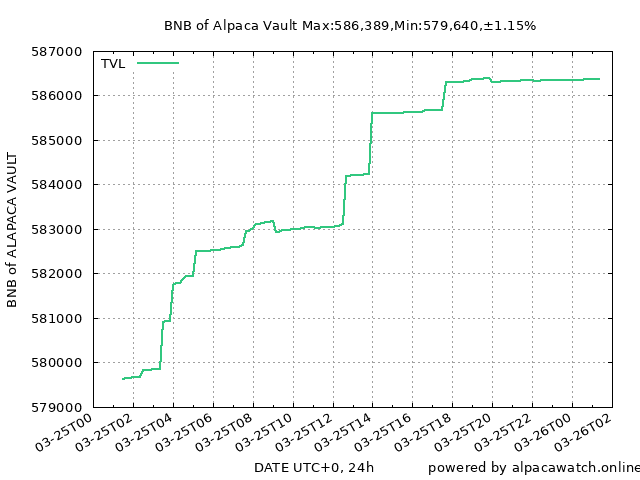 BNB of Alpaca Vault Max:586,389,Min:579,640,±1.15%
TVL
BNB of ALAPACA VAULT
587000
586000
585000
584000
583000
582000
581000
580000
579000
03-25T00
03-25T02
03-25T04
03-25T06
03-25T08
03-25T10
03-25T12
03-25T14
03-25T16
03-25T18
03-25T20
03-25T22
03-26T00
03-26T02
DATE UTC+0, 24h
powered by alpacawatch.online